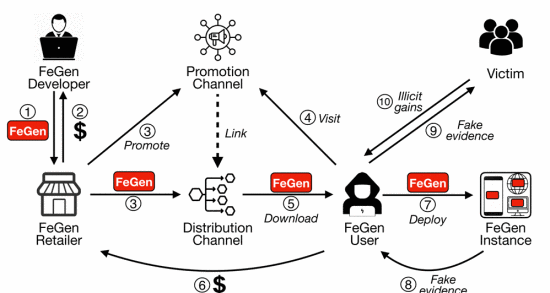 FeGen
Developer
Promotion
Channel
Victim
① ②
FeGen $
③
Promote
Link
④ Visit
⑩ Illicit
gains
⑨ Fake
evidence
FeGen
③
FeGen
⑤
Download
FeGen
⑦
Deploy
FeGen
Retailer
Distribution
Channel
FeGen
User
FeGen
Instance
⑥ $
⑧ Fake
evidence